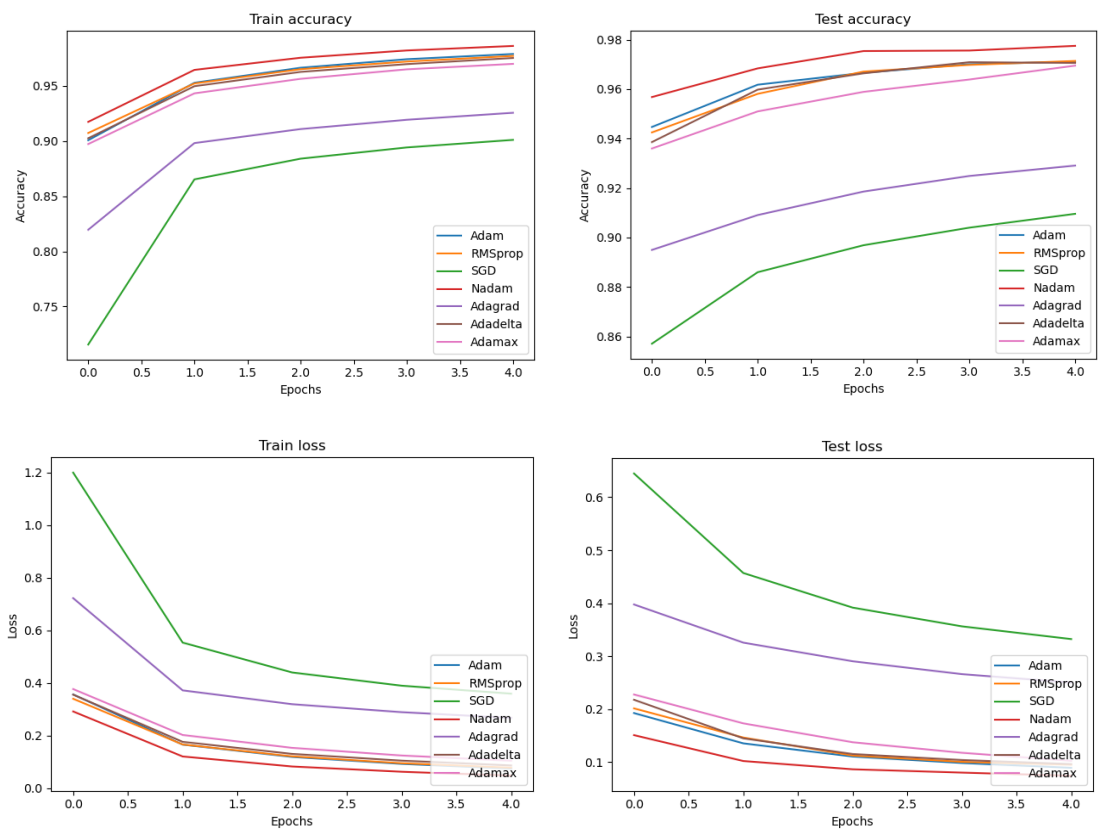 Train accuracy
Accuracy
0.95
0.90
0.85
0.80
0.75
Adam
RMSprop
SGD
Nadam
Adagrad
Adadelta
Adamax
0.0 0.5 1.0 1.5 2.0 2.5 3.0 3.5 4.0
Epochs
Test accuracy
Accuracy
0.98
0.96
0.94
0.92
0.90
0.88
0.86
Adam
RMSprop
SGD
Nadam
Adagrad
Adadelta
Adamax
0.0 0.5 1.0 1.5 2.0 2.5 3.0 3.5 4.0
Epochs
Train loss
Loss
1.2
1.0
0.8
0.6
0.4
0.2
0.0
Adam
RMSprop
SGD
Nadam
Adagrad
Adadelta
Adamax
0.0 0.5 1.0 1.5 2.0 2.5 3.0 3.5 4.0
Epochs
Test loss
Loss
0.6
0.5
0.4
0.3
0.2
0.1
Adam
RMSprop
SGD
Nadam
Adagrad
Adadelta
Adamax
0.0 0.5 1.0 1.5 2.0 2.5 3.0 3.5 4.0
Epochs